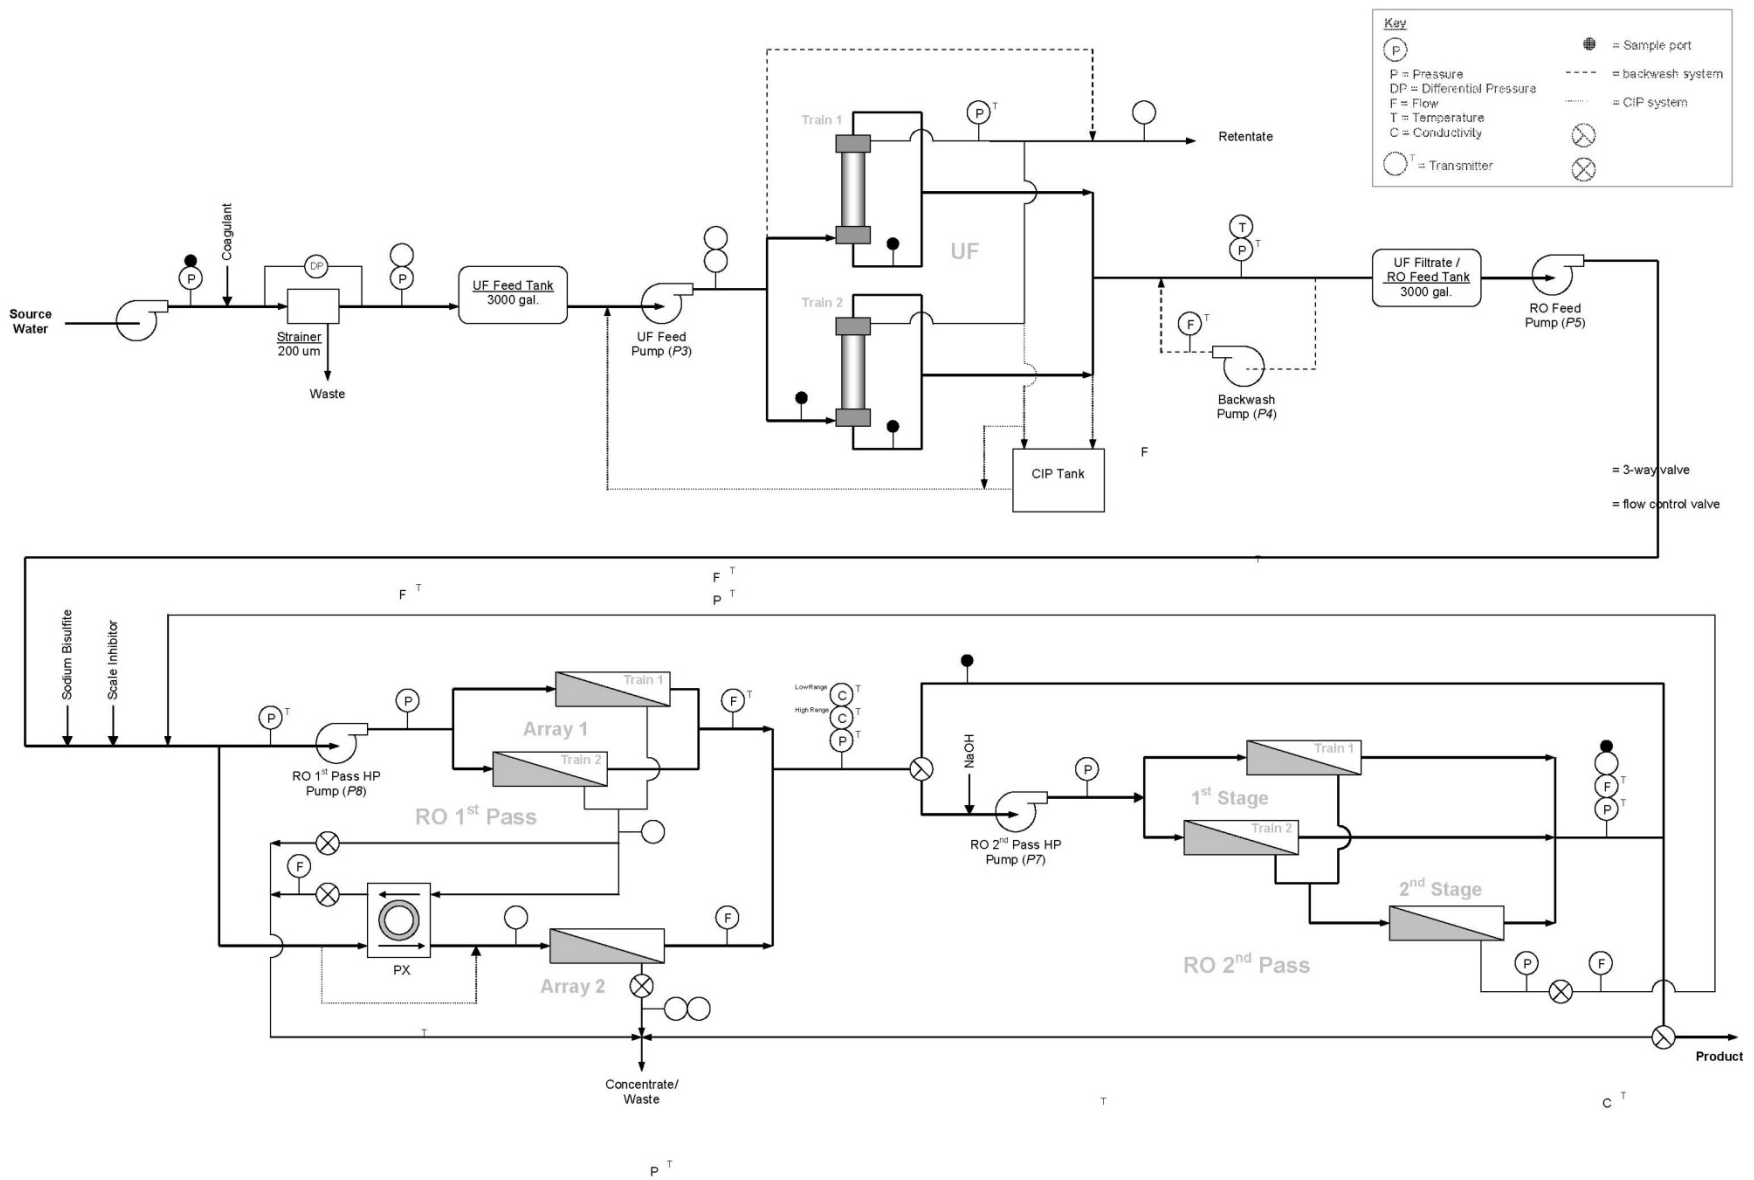 Key
P
P = Pressure
DP = Differential Pressure
F = Flow
T = Temperature
C = Conductivity
T = Transmitter
= Sample port
= backwash system
= CIP system
Source
Water
P
Coagulant
DP
Strainer
200 um
Waste
P
UF Feed Tank
3000 gal.
UF Feed
Pump (P3)
Train 1
Train 2
UF
P T
Retentate
CIP Tank
F
T
P T
F T
Backwash
Pump (P4)
UF Filtrate /
RO Feed Tank
3000 gal.
RO Feed
Pump (P5)
= 3-way valve
= flow control valve
T
F T
F T
P T
Sodium Bisulfite
Scale Inhibitor
P T
RO 1st Pass HP
Pump (P8)
P
Train 1
Array 1
Train 2
F T
RO 1st Pass
F
PX
Array 2
F
Low Range C T
High Range C T
P T
NaOH
RO 2nd Pass HP
Pump (P7)
P
Train 1
1st Stage
Train 2
2nd Stage
RO 2nd Pass
F T
P T
P
F
T
Concentrate/
Waste
Product
T
C T
P T